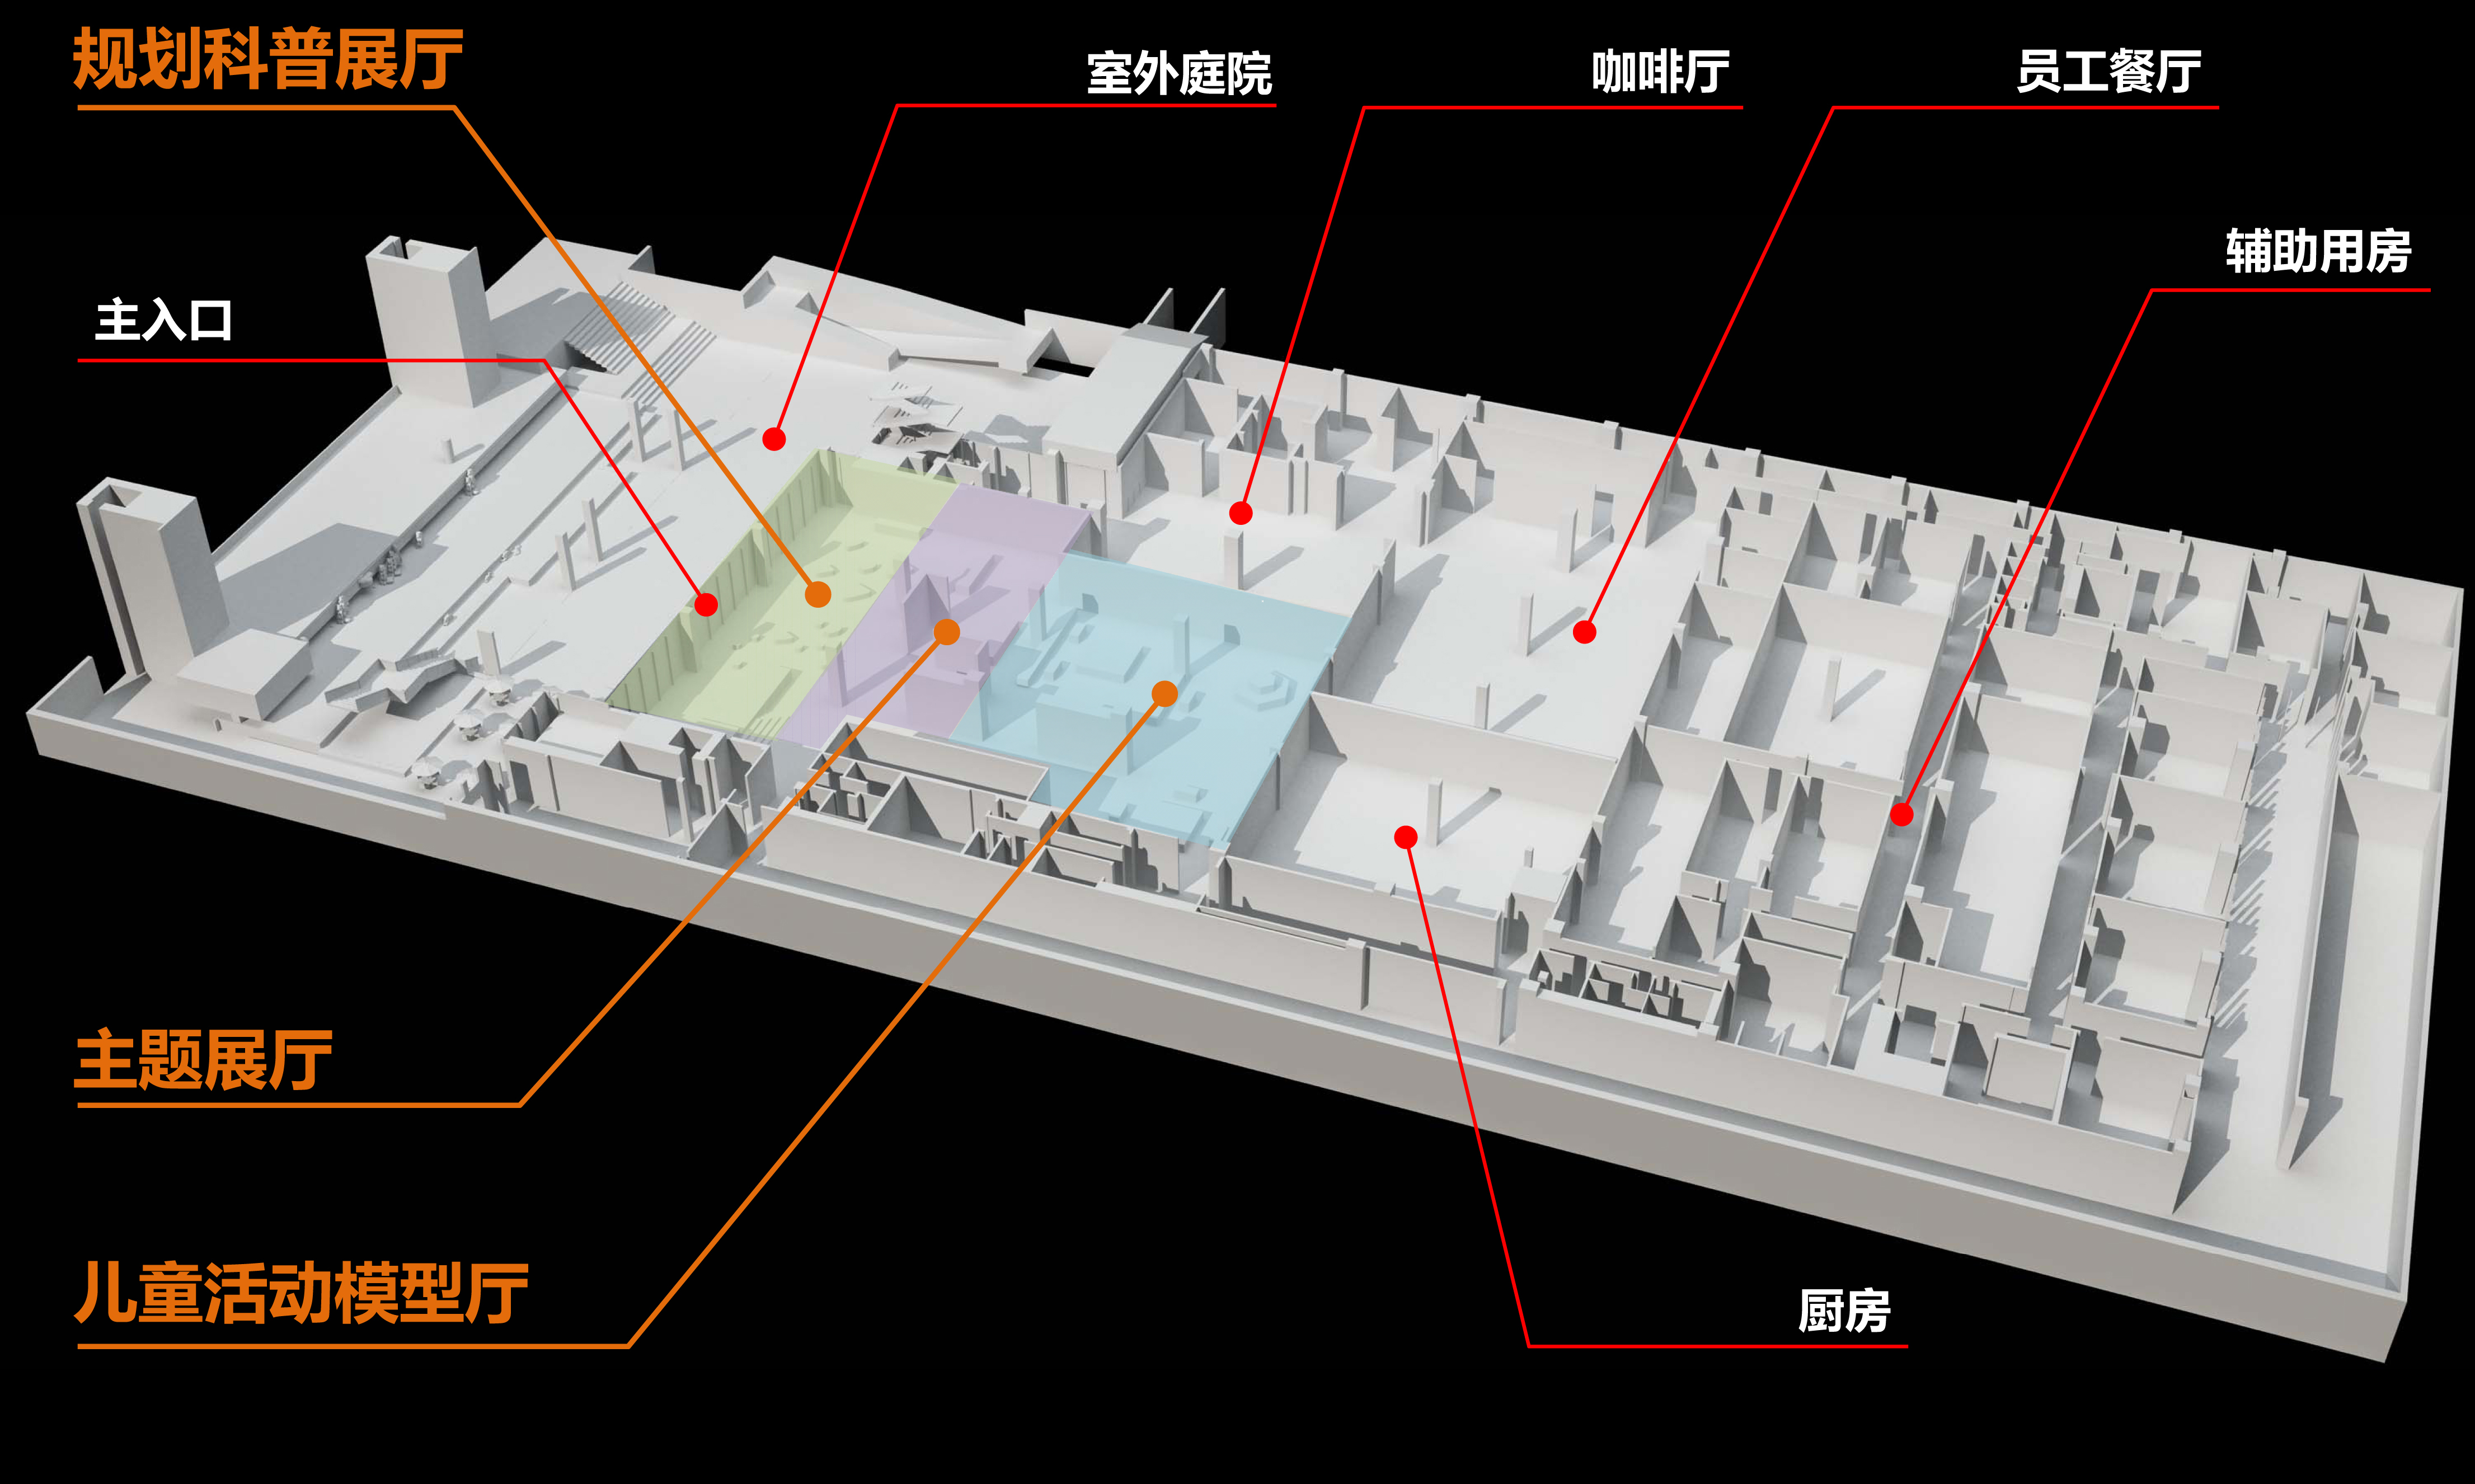 规划科普展厅
室外庭院
咖啡厅
员工餐厅
辅助用房
主入口
主题展厅
儿童活动模型厅
厨房